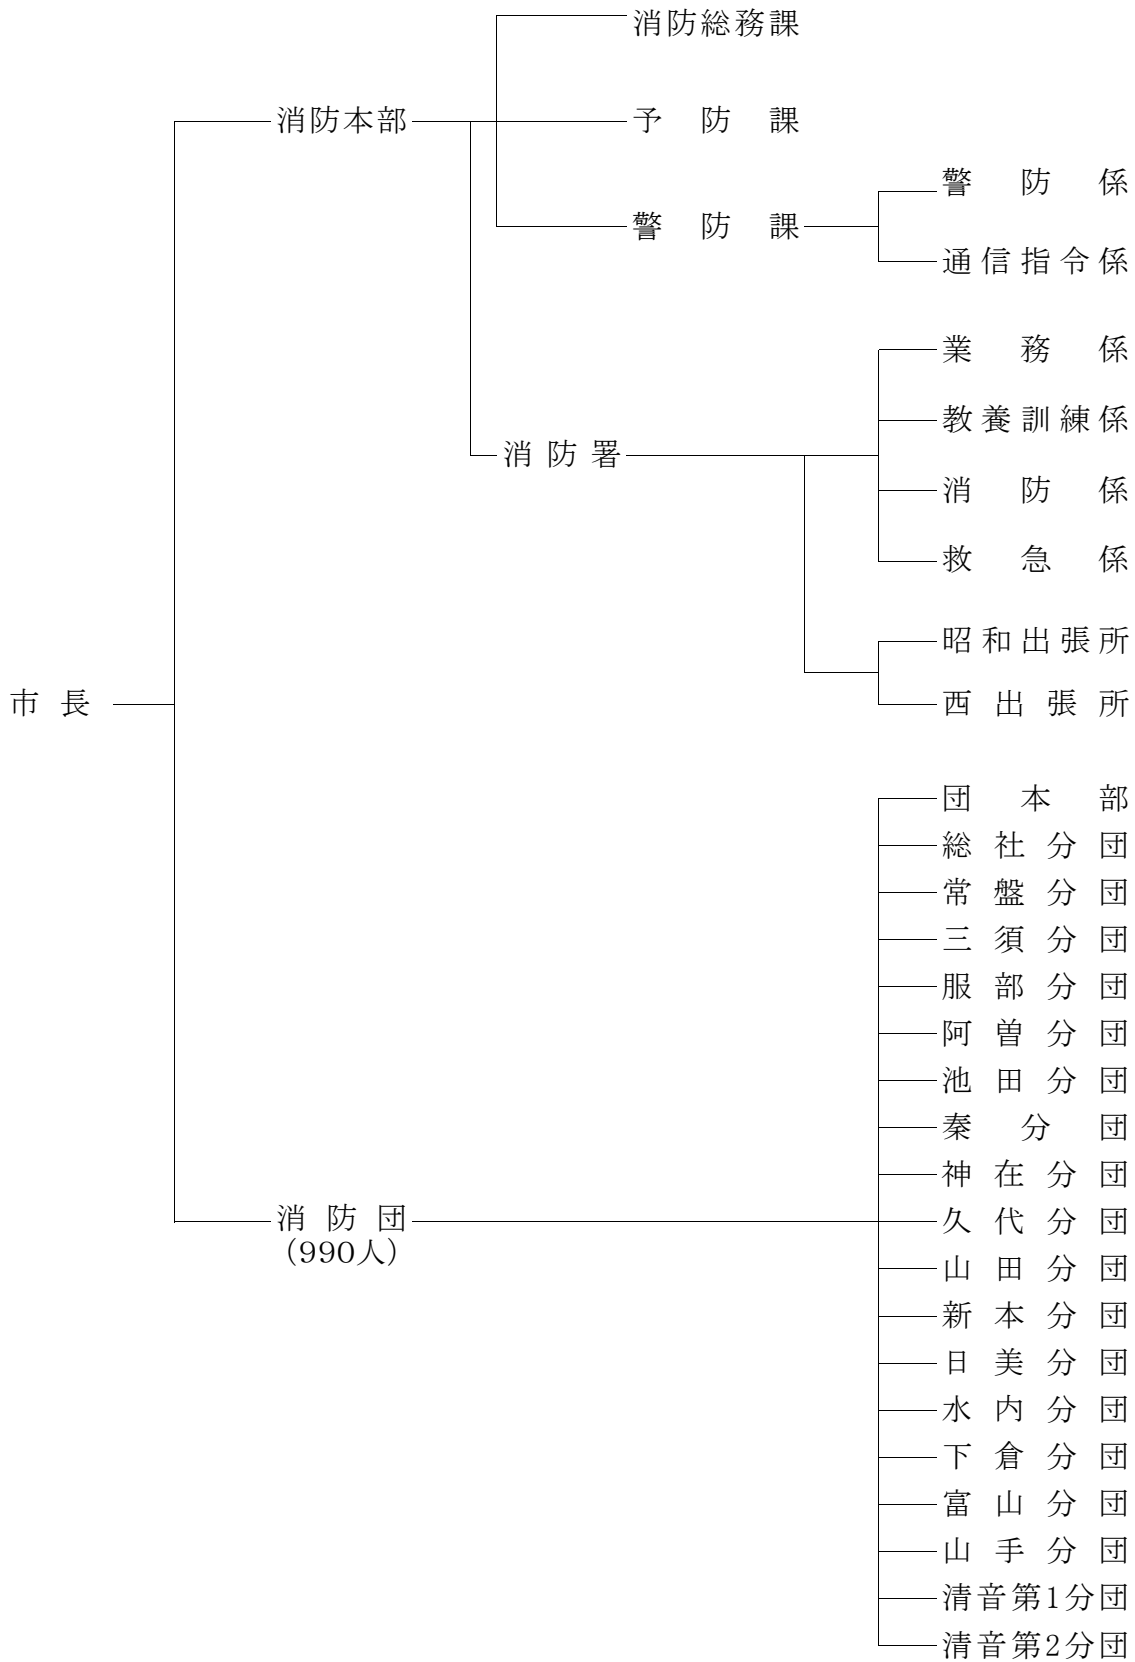 消防総務課
消防本部
予防課
警防課
警防係
通信指令係
業務係
教養訓練係
消防署
消防係
救急係
昭和出張所
市長
西出張所
団本部
総社分団
常盤分団
三須分団
服部分団
阿曽分団
池田分団
秦分団
神在分団
消防団
(990人)
久代分団
山田分団
新本分団
日美分団
水内分団
下倉分団
富山分団
山手分団
清音第1分団
清音第2分団